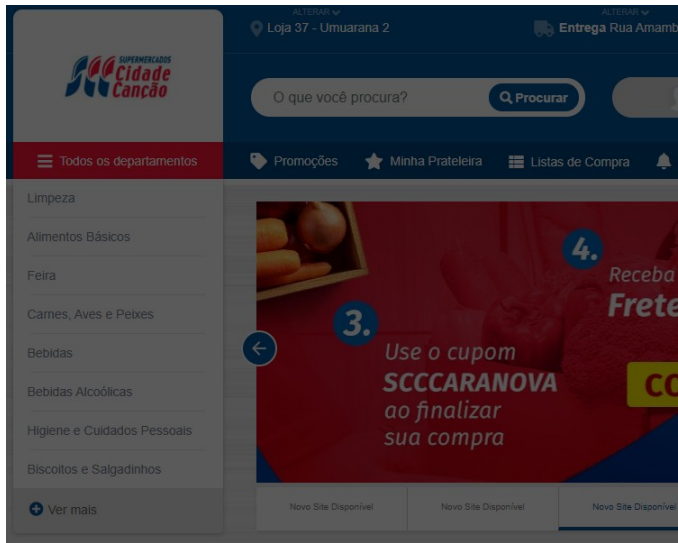 ALTERAR
Loja 37 - Umuarana 2
ALTERAR
Entrega Rua Amamb
SUPERMERCADOS
Cidade
Canção
O que você procura?
Procurar
Todos os departamentos
Promoções
Minha Prateleira
Listas de Compra
Limpeza
Alimentos Básicos
Feira
Carnes, Aves e Peixes
Bebidas
Bebidas Alcoólicas
Higiene e Cuidados Pessoais
Biscoitos e Salgadinhos
Ver mais
3.
Use o cupom
SCCCARANOVA
ao finalizar
sua compra
4.
Receba
Frete
CO
Novo Site Disponível
Novo Site Disponível
Novo Site Disponível